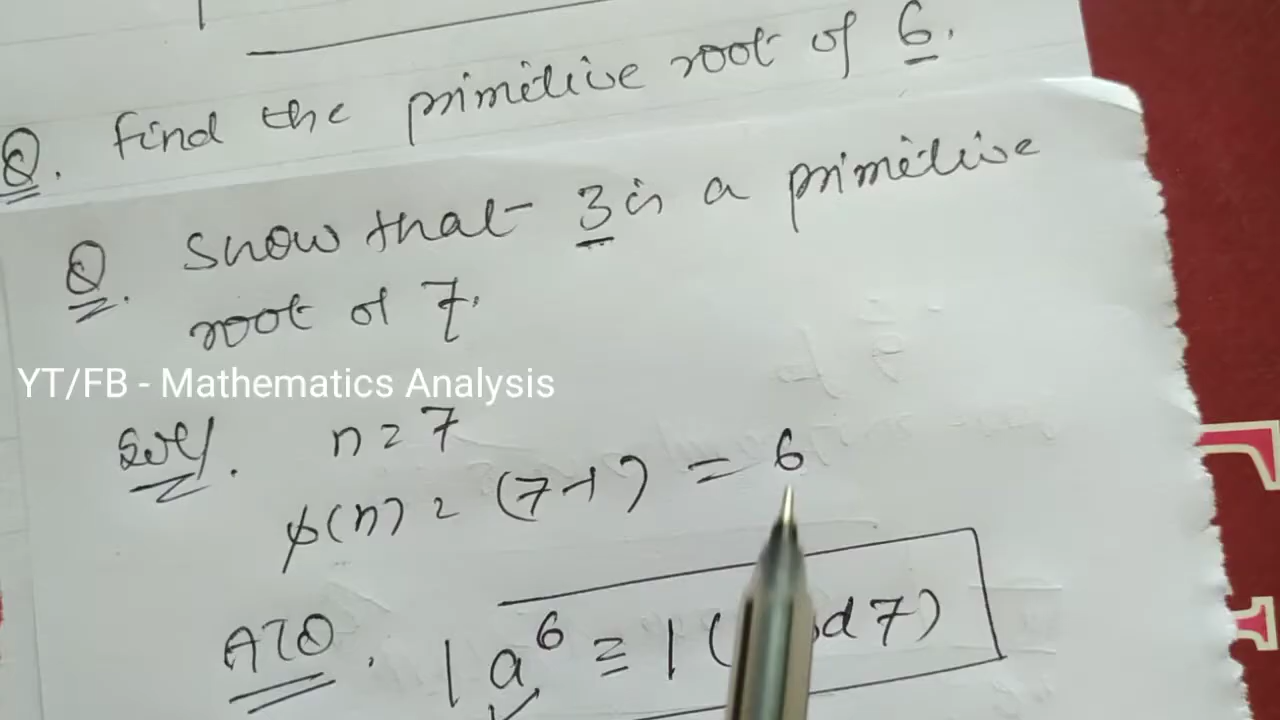 Q. Find the primitive root of 6.
Q. Show that 3 is a primitive
root of 7.
YT/FB - Mathematics Analysis
Sol/. n = 7
φ(n) = (7-1) = 6
ATQ. a^6 ≡ 1 ( d 7)